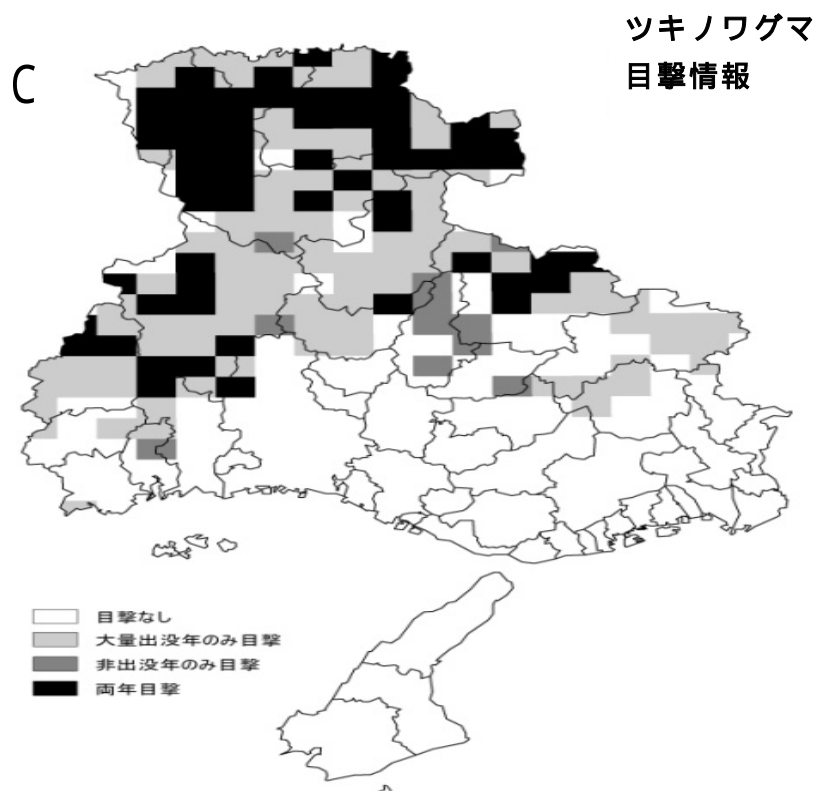 ツキノワグマ
目撃情報
C
目撃なし
大量出没年のみ目撃
非出没年のみ目撃
両年目撃